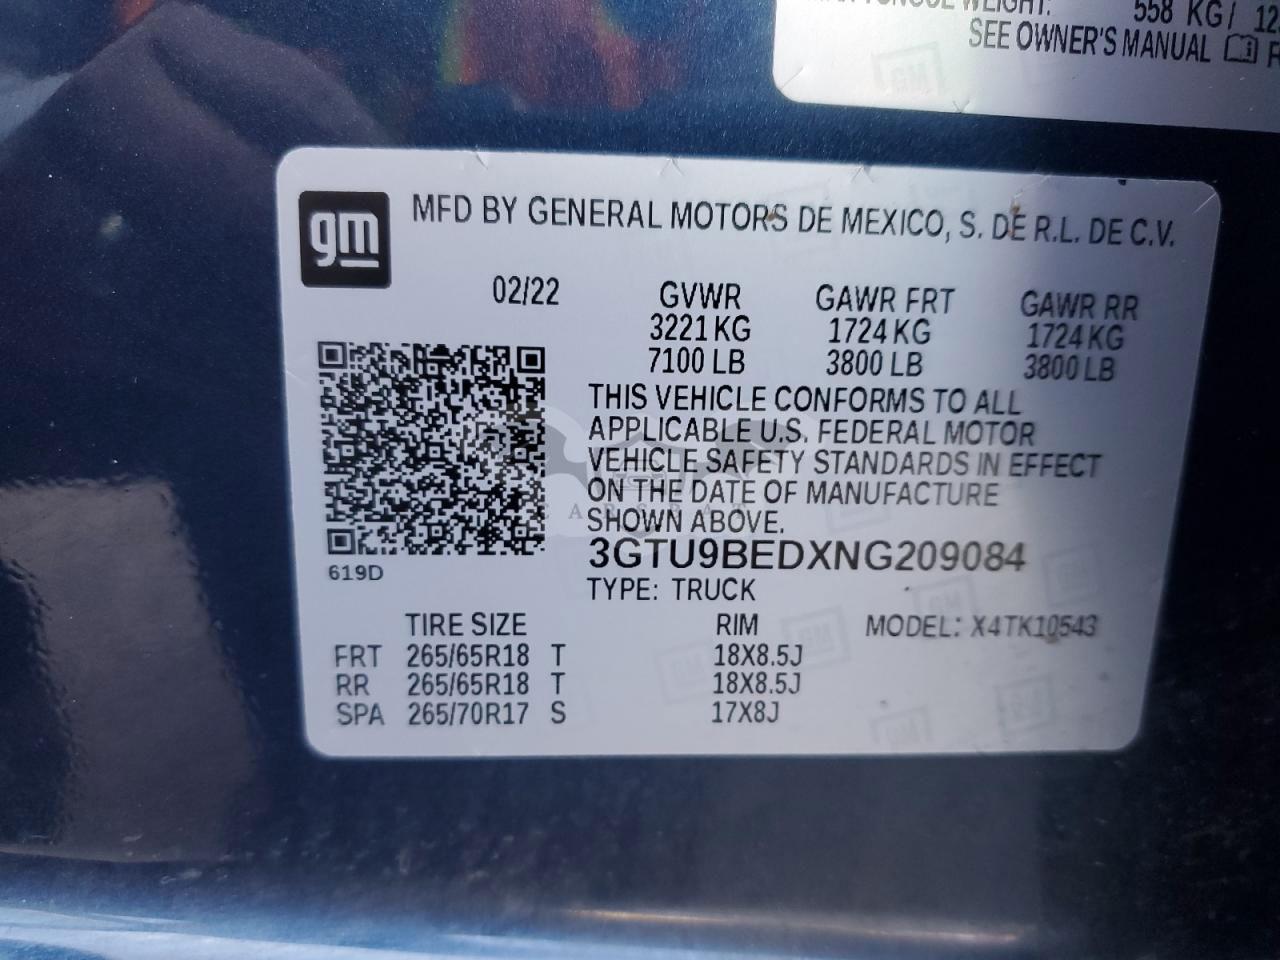 TONGUE WEIGHT: 558 KG/
SEE OWNER'S MANUAL
gm
MFD BY GENERAL MOTORS DE MEXICO, S. DE R.L. DE C.V.
02/22 GVWR GAWR FRT GAWR RR
3221 KG 1724 KG 1724 KG
7100 LB 3800 LB 3800 LB
THIS VEHICLE CONFORMS TO ALL
APPLICABLE U.S. FEDERAL MOTOR
VEHICLE SAFETY STANDARDS IN EFFECT
ON THE DATE OF MANUFACTURE
SHOWN ABOVE.
3GTU9BEDXNG209084
619D
TYPE: TRUCK
TIRE SIZE RIM MODEL: X4TK10543
FRT 265/65R18 T 18X8.5J
RR 265/65R18 T 18X8.5J
SPA 265/70R17 S 17X8J